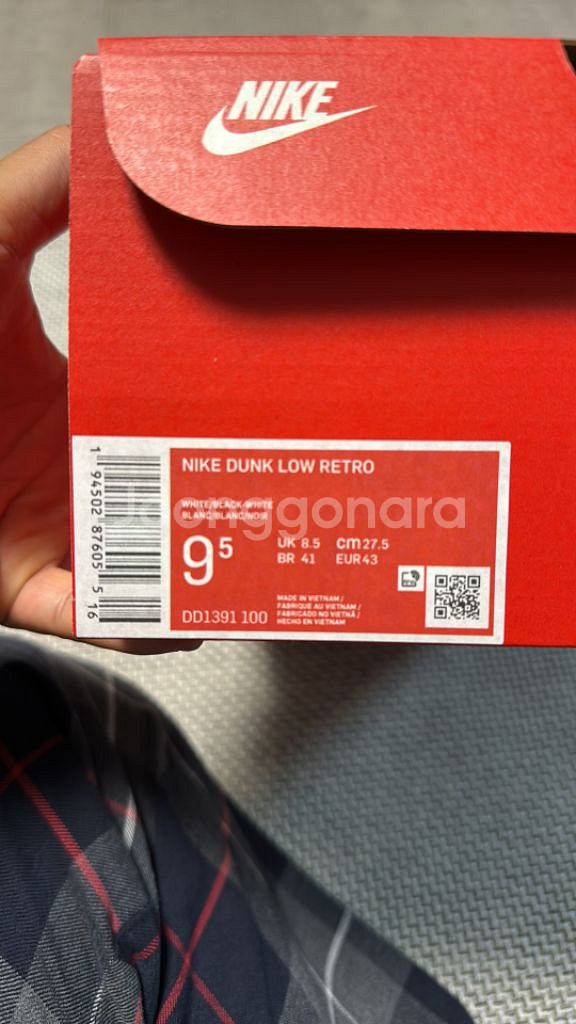 NIKE
NIKE DUNK LOW RETRO
WHITE/BLACK-WHITE
BLANC/BLANC/NOIR
9 5
UK 8.5 cm 27.5
BR 41 EUR 43
MADE IN VIETNAM /
FABRIQUE AU VIETNAM /
FABRICADO NO VIETNÃ /
HECHO EN VIETNAM
DD1391 100
1 94502 87605 5 16
Joonggonara